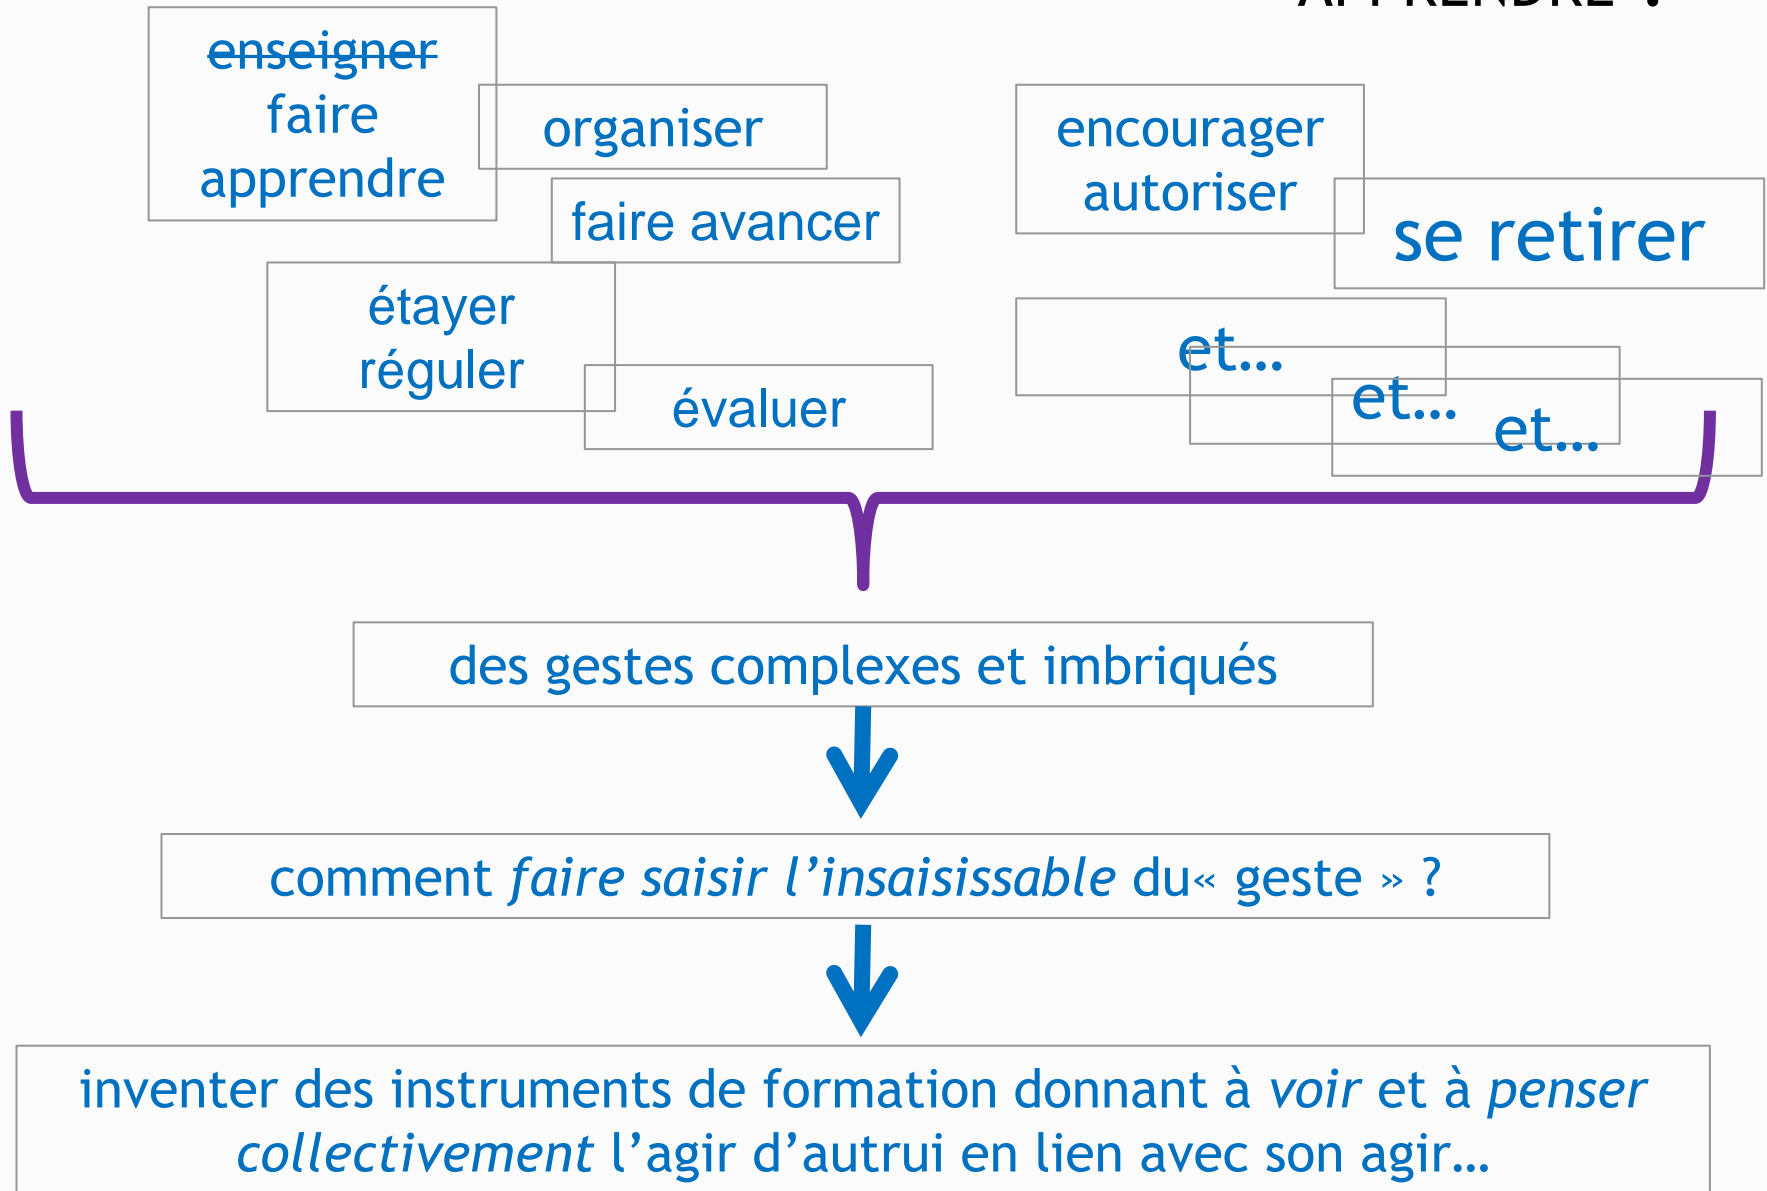 APPRENDRE ?
enseigner
faire
apprendre
organiser
faire avancer
étayer
réguler
évaluer
encourager
autoriser
se retirer
et…
et…
et…
des gestes complexes et imbriqués
comment faire saisir l’insaisissable du« geste » ?
inventer des instruments de formation donnant à voir et à penser
collectivement l’agir d’autrui en lien avec son agir…